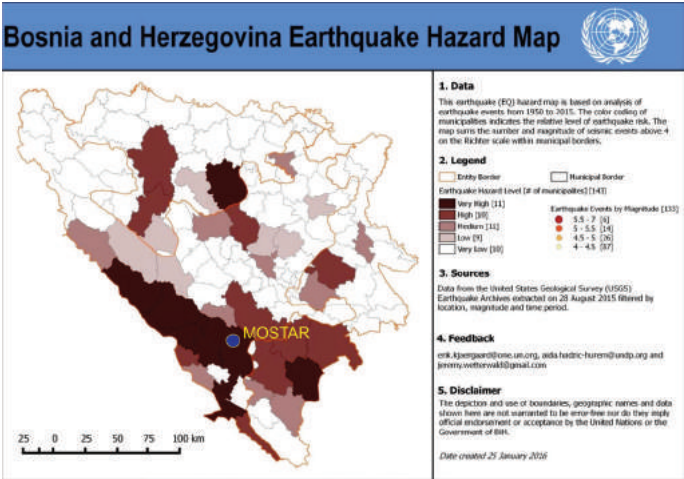 Bosnia and Herzegovina Earthquake Hazard Map
MOSTAR
25 0 25 50 75 100 km
1. Data
This earthquake (EQ) hazard map is based on analysis of
earthquake events from 1950 to 2015. The color coding of
municipalities indicates the relative level of earthquake risk. The
map sums the number and magnitude of seismic events above 4
on the Richter scale within municipal borders.
2. Legend
Entity Border Municipal Border
Earthquake Hazard Level [# of municipalites] [143]
Very High [11]
High [10]
Medium [11]
Low [9]
Very Low [10]
Earthquake Events by Magnitude [133]
5.5 - 7 [6]
5 - 5.5 [14]
4.5 - 5 [26]
4 - 4.5 [87]
3. Sources
Data from the United States Geological Survey (USGS)
Earthquake Archives extracted on 28 August 2015 filtered by
location, magnitude and time period.
4. Feedback
erik.kjaergaard@one.un.org, aida.hadzic-hurem@undp.org and
jeremy.wetterwald@gmail.com
5. Disclaimer
The depiction and use of boundaries, geographic names and data
shown here are not warranted to be error-free nor do they imply
official endorsement or acceptance by the United Nations or the
Government of BiH.
Date created 25 January 2016